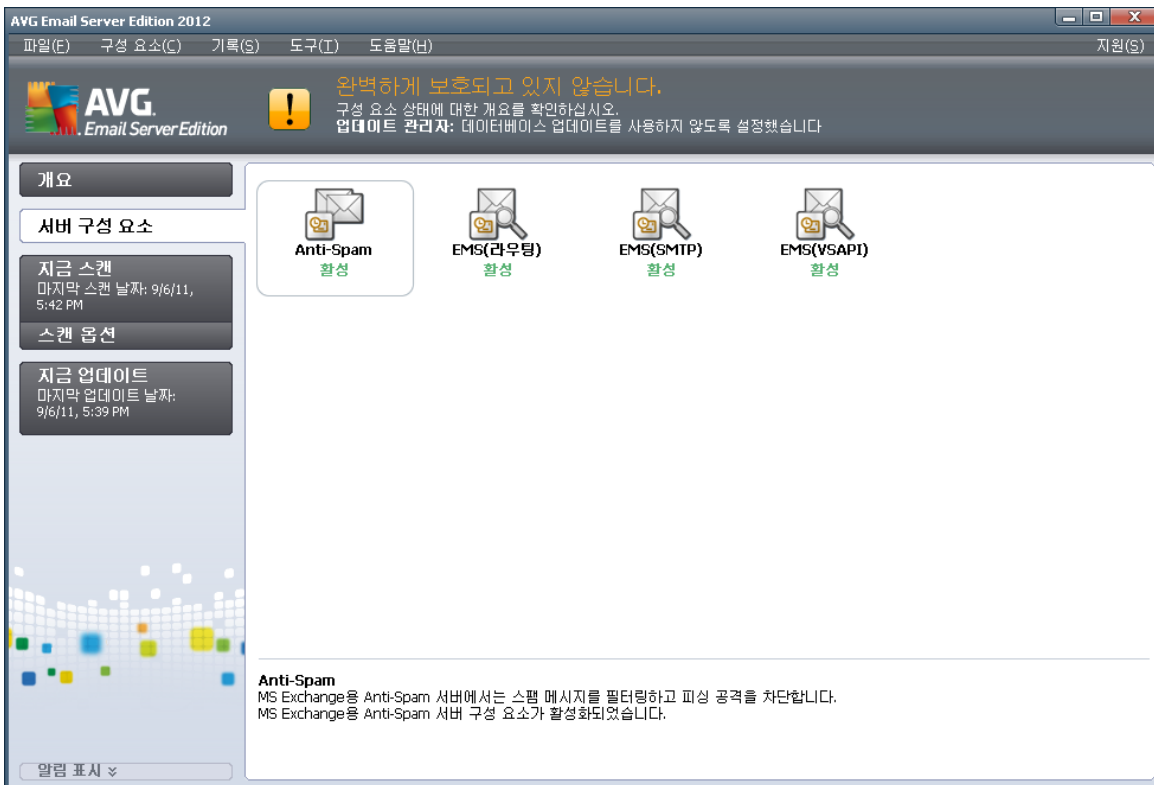 AVG Email Server Edition 2012
파일(F) 구성 요소(C) 기록(S) 도구(T) 도움말(H) 지원(S)
AVG.
Email Server Edition
완벽하게 보호되고 있지 않습니다.
구성 요소 상태에 대한 개요를 확인하십시오.
업데이트 관리자: 데이터베이스 업데이트를 사용하지 않도록 설정했습니다
개요
서버 구성 요소
지금 스캔
마지막 스캔 날짜: 9/6/11,
5:42 PM
스캔 옵션
지금 업데이트
마지막 업데이트 날짜:
9/6/11, 5:39 PM
알림 표시
Anti-Spam
활성
EMS(라우팅)
활성
EMS(SMTP)
활성
EMS(VSAPI)
활성
Anti-Spam
MS Exchange용 Anti-Spam 서버에서는 스팸 메시지를 필터링하고 피싱 공격을 차단합니다.
MS Exchange용 Anti-Spam 서버 구성 요소가 활성화되었습니다.